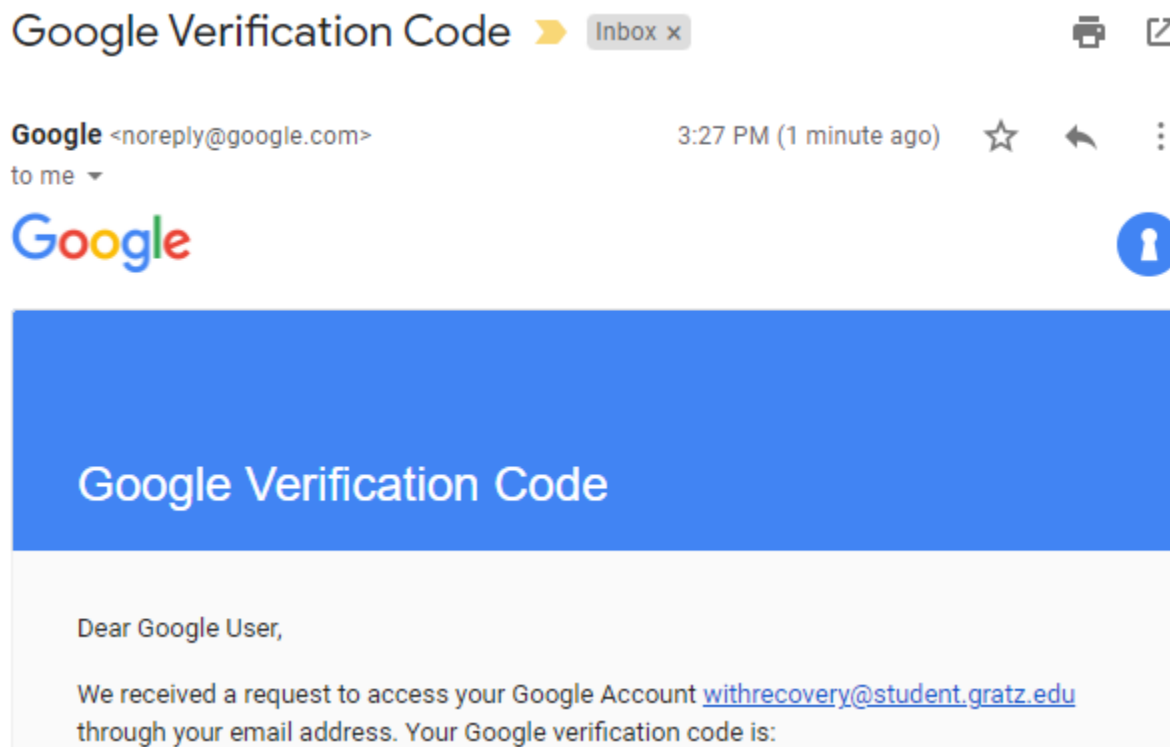 Google Verification Code Inbox x
Google <noreply@google.com> 3:27 PM (1 minute ago)
to me
Google
Google Verification Code
Dear Google User,
We received a request to access your Google Account withrecovery@student.gratz.edu
through your email address. Your Google verification code is: